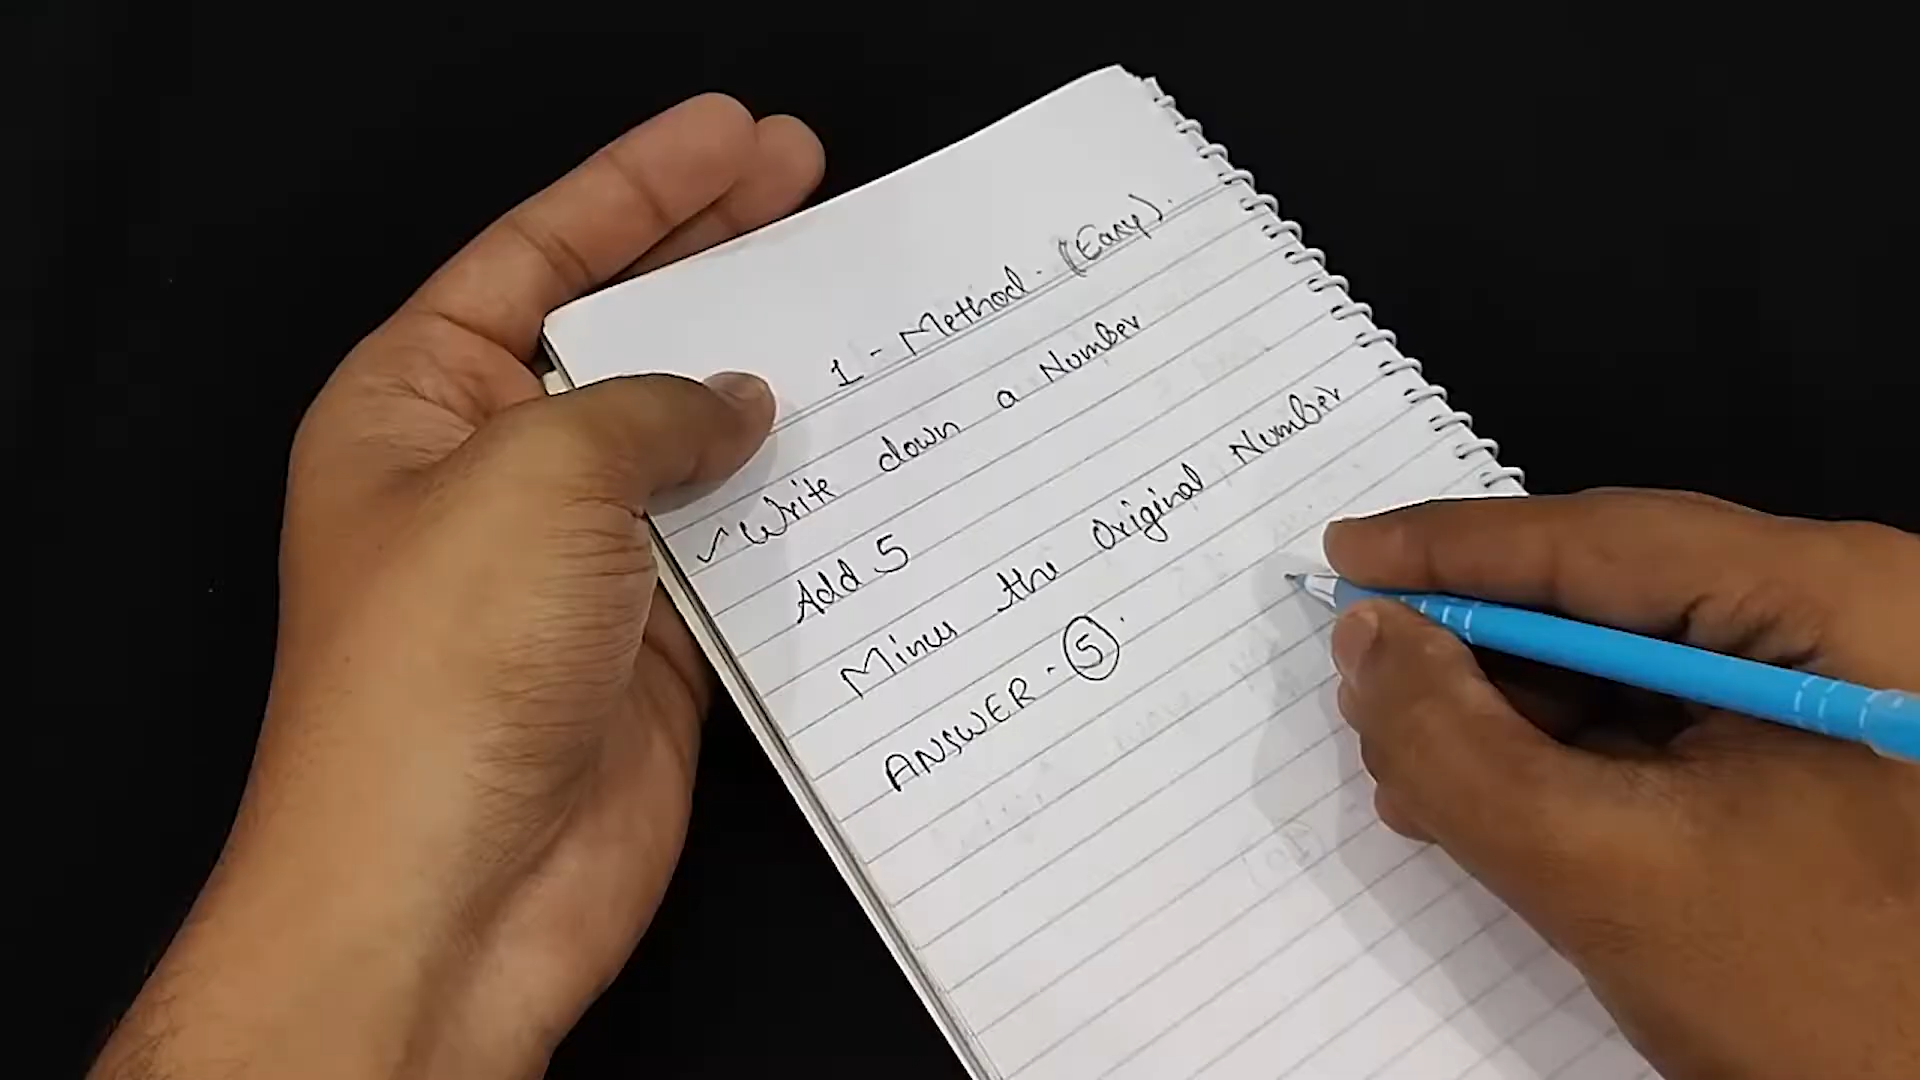 1 - Method. (Easy).
✓ Write down a Number
Add 5
Minus the Original Number
ANSWER - 5.